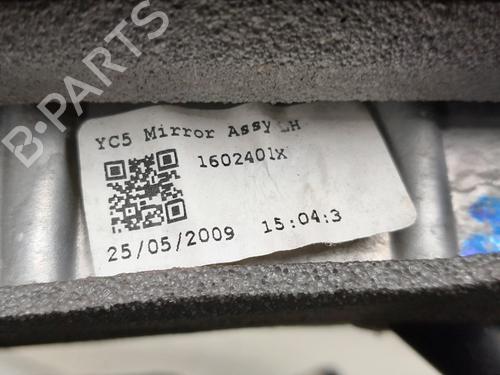 YC5 Mirror Assy LH
1602401X
25/05/2009 15:04:3
B-PARTS